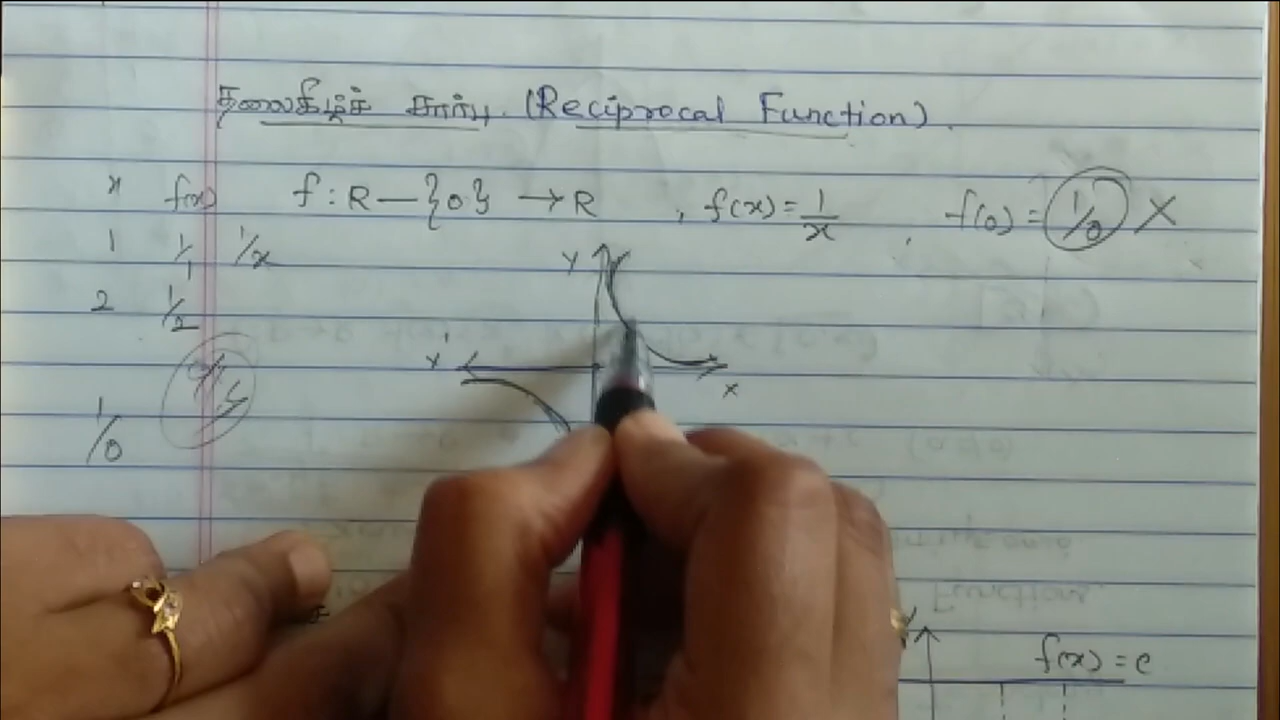 தலைகீழ்ச் சார்பு. (Reciprocal Function).
x f(x) f : R — {0} → R , f(x) = 1/x , f(0) = 1/0 X
1 1/1 1/x
2 1/2
Y
X' X
1/0
Y
f(x) = c